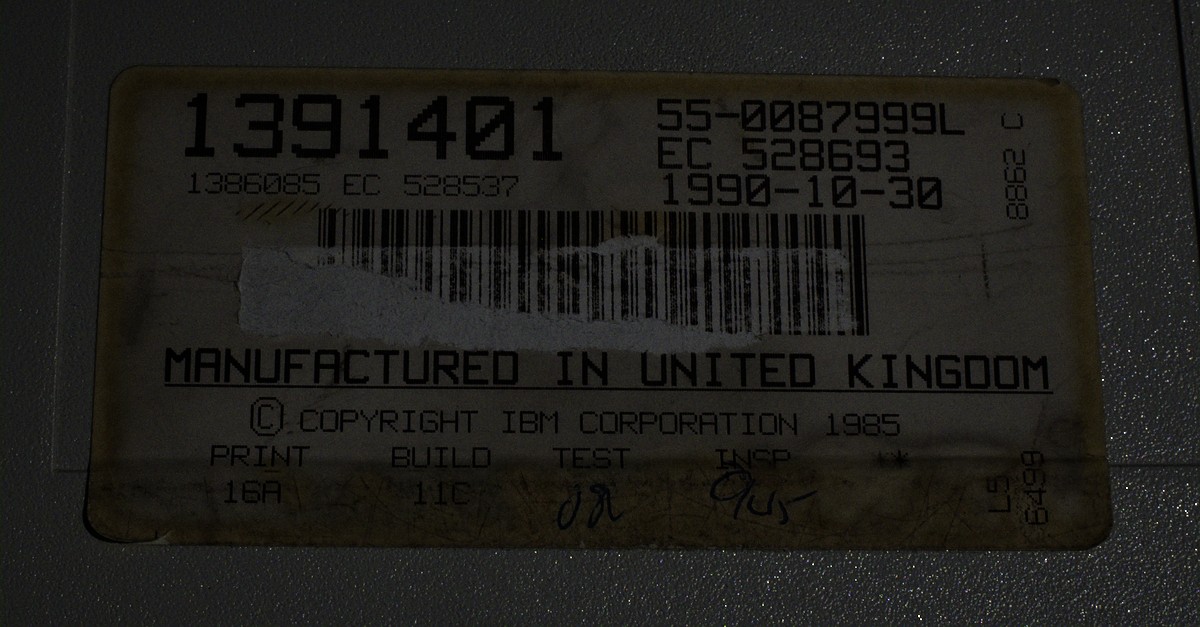 1391401
1386085 EC 528537
55-0087999L
EC 528693
1990-10-30
8862 C
MANUFACTURED IN UNITED KINGDOM
© COPYRIGHT IBM CORPORATION 1985
PRINT BUILD TEST INSP **
16A 11C
L5
6499